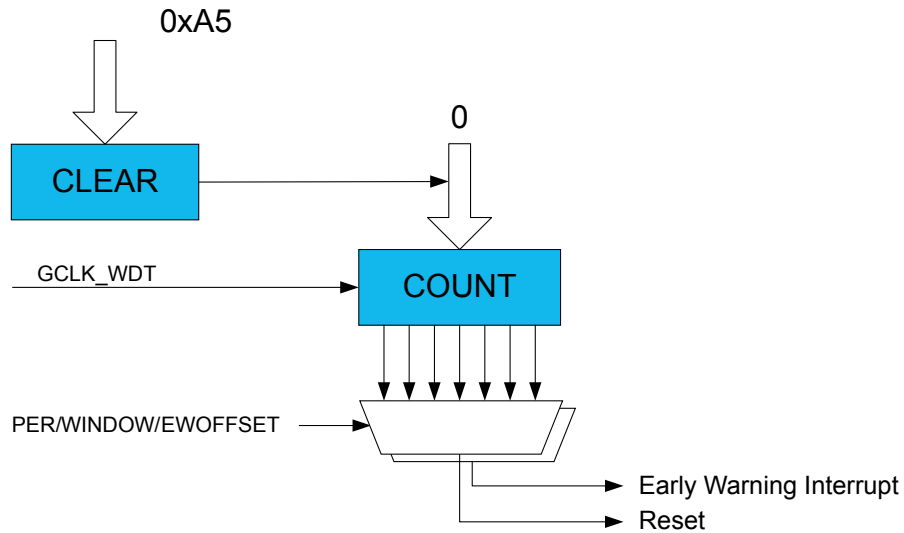 0xA5
0
CLEAR
GCLK_WDT
COUNT
PER/WINDOW/EWOFFSET
Early Warning Interrupt
Reset